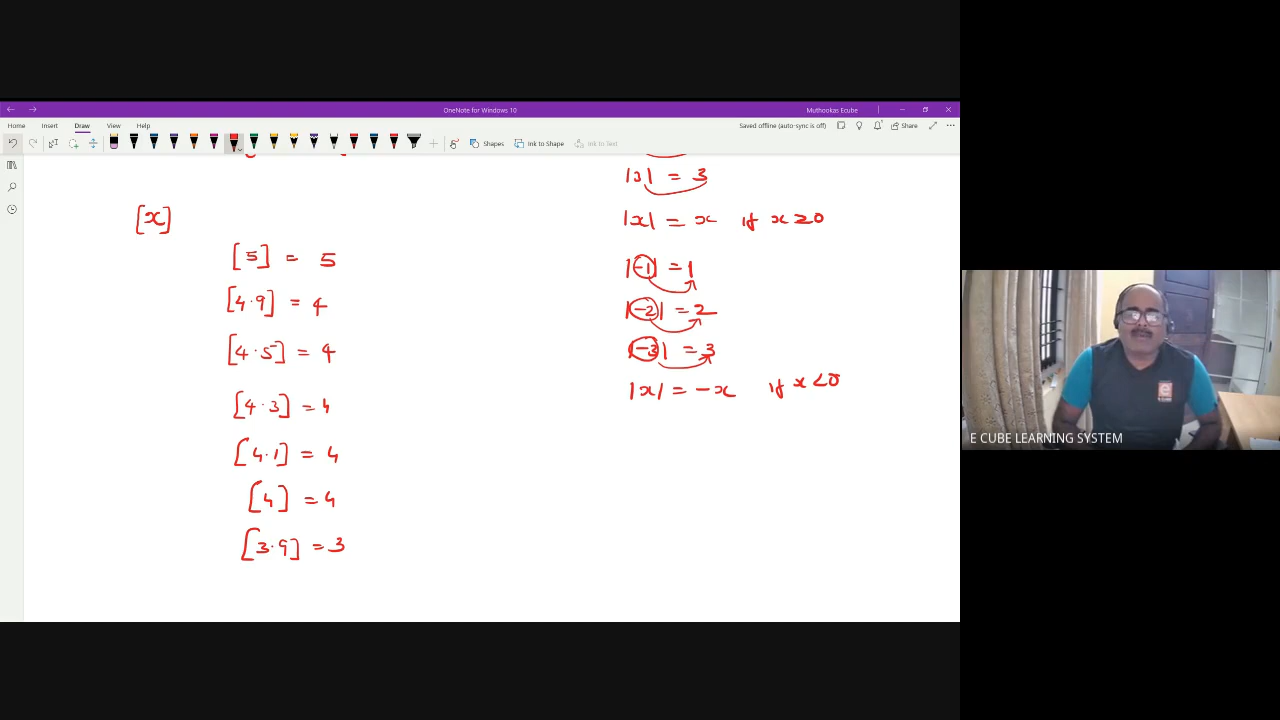 OneNote for Windows 10
Muthookas Ecube
Home Insert Draw View Help
Saved offline (auto-sync is off)
Share
Shapes
Ink to Shape
Ink to Text
[x]
[5] = 5
[4.9] = 4
[4.5] = 4
[4.3] = 4
[4.1] = 4
[4] = 4
[3.9] = 3
|3| = 3
|x| = x if x ≥ 0
|-1| = 1
|-2| = 2
|-3| = 3
|x| = -x if x < 0
E CUBE LEARNING SYSTEM